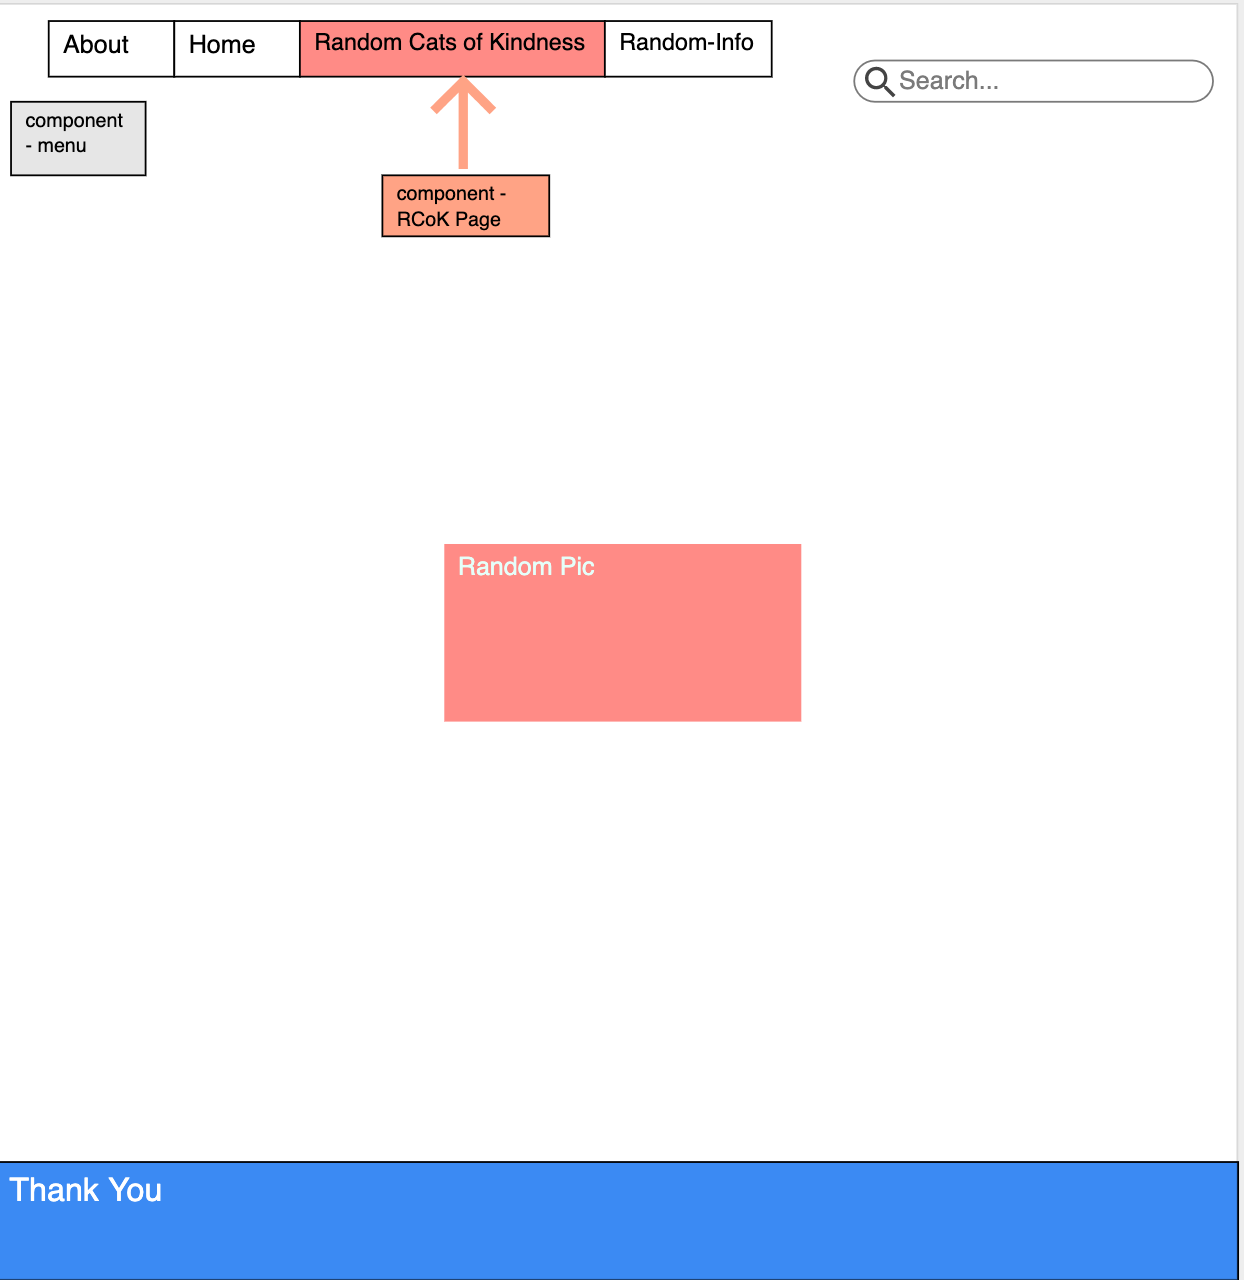 About
Home
Random Cats of Kindness
Random-Info
Search...
component
- menu
component -
RCoK Page
Random Pic
Thank You